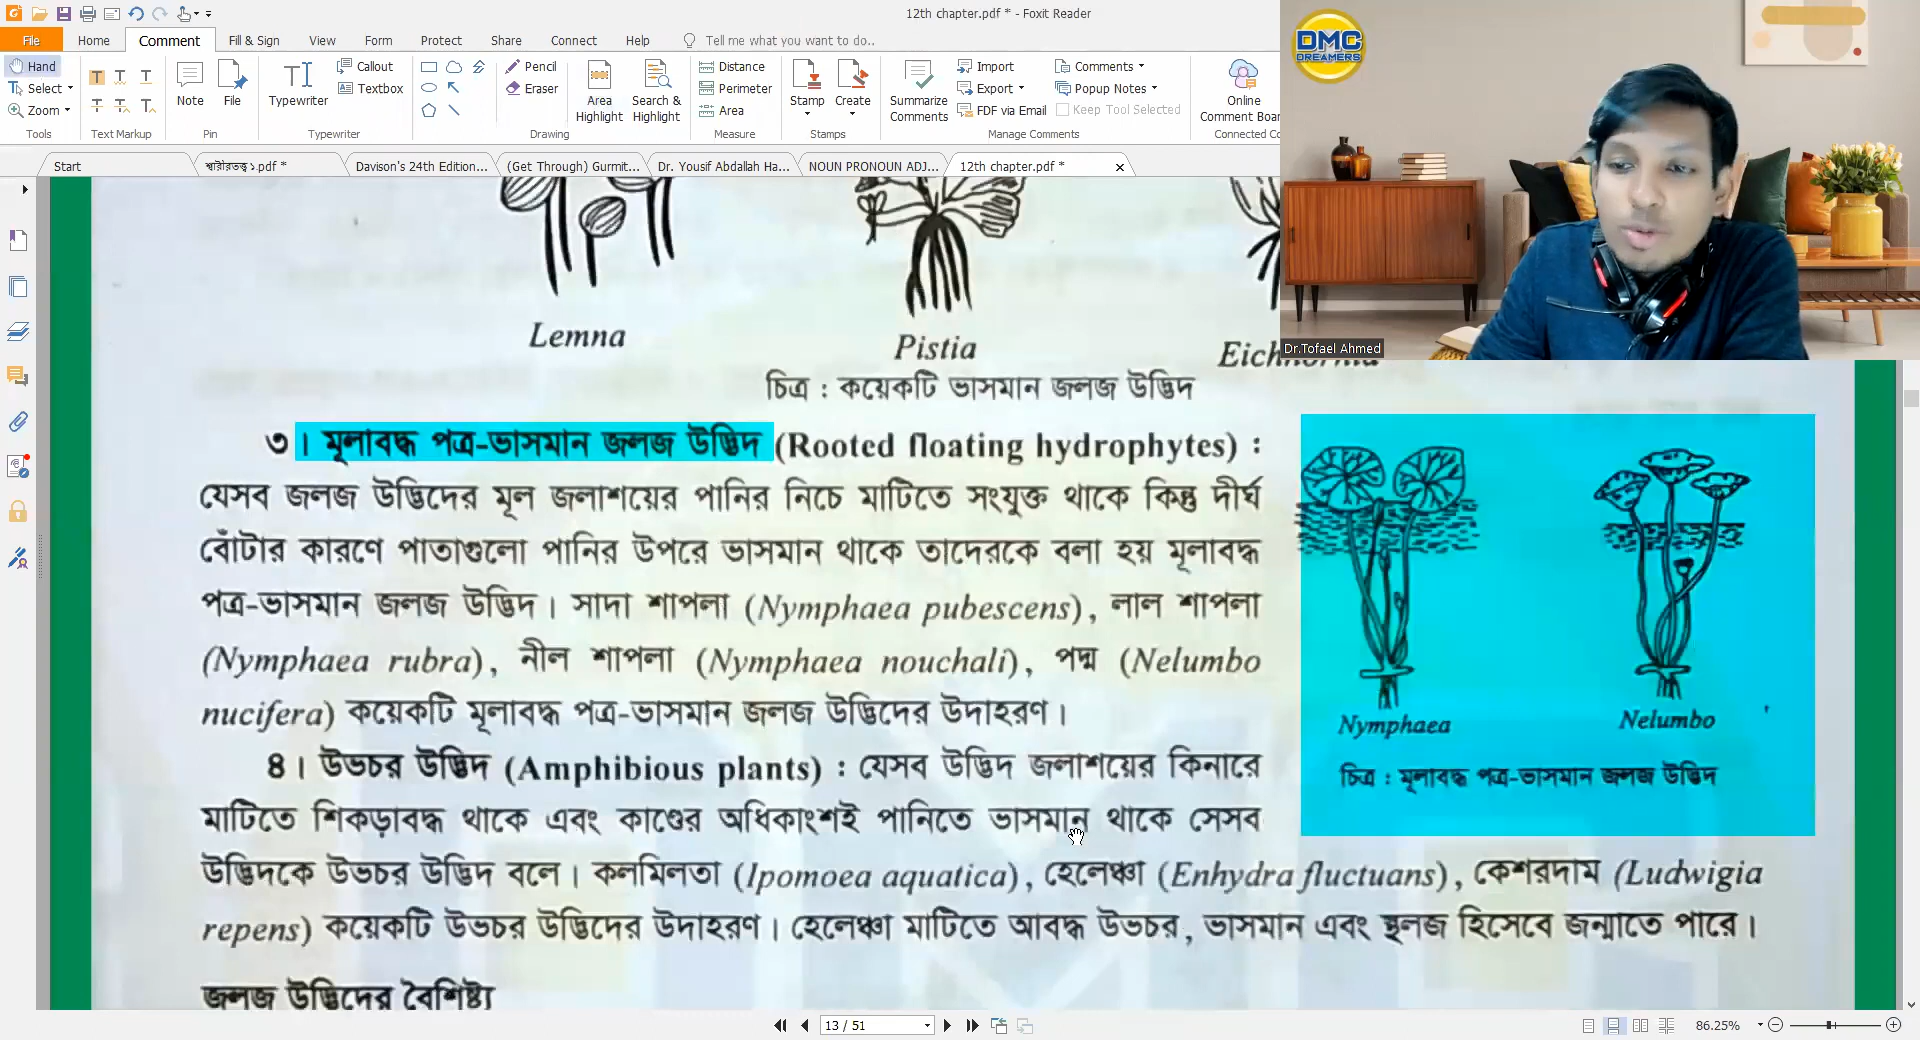 12th chapter.pdf * - Foxit Reader
File Home Comment Fill & Sign View Form Protect Share Connect Help Tell me what you want to do..
Hand
Select
Zoom
Tools
Text Markup
Note
File
Pin
Typewriter
Callout
Textbox
Typewriter
Pencil
Eraser
Area Highlight
Search & Highlight
Drawing
Distance
Perimeter
Area
Measure
Stamp
Create
Stamps
Summarize Comments
Import
Export
FDF via Email
Comments
Popup Notes
Keep Tool Selected
Manage Comments
Online Comment Boa
Connected Co
Start
শারীরতত্ত্ব ১.pdf *
Davison's 24th Edition...
(Get Through) Gurmit...
Dr. Yousif Abdallah Ha...
NOUN PRONOUN ADJ...
12th chapter.pdf *
DMC
DREAMERS
Dr.Tofael Ahmed
Lemna
Pistia
চিত্র : কয়েকটি ভাসমান জলজ উদ্ভিদ
৩। মূলাবদ্ধ পত্র-ভাসমান জলজ উদ্ভিদ (Rooted floating hydrophytes) :
যেসব জলজ উদ্ভিদের মূল জলাশয়ের পানির নিচে মাটিতে সংযুক্ত থাকে কিন্তু দীর্ঘ
বোঁটার কারণে পাতাগুলো পানির উপরে ভাসমান থাকে তাদেরকে বলা হয় মূলাবদ্ধ
পত্র-ভাসমান জলজ উদ্ভিদ। সাদা শাপলা (Nymphaea pubescens), লাল শাপলা
(Nymphaea rubra), নীল শাপলা (Nymphaea nouchali), পদ্ম (Nelumbo
nucifera) কয়েকটি মূলাবদ্ধ পত্র-ভাসমান জলজ উদ্ভিদের উদাহরণ।
Nymphaea
Nelumbo
চিত্র : মূলাবদ্ধ পত্র-ভাসমান জলজ উদ্ভিদ
৪। উভচর উদ্ভিদ (Amphibious plants) : যেসব উদ্ভিদ জলাশয়ের কিনারে
মাটিতে শিকড়াবদ্ধ থাকে এবং কাণ্ডের অধিকাংশই পানিতে ভাসমান থাকে সেসব
উদ্ভিদকে উভচর উদ্ভিদ বলে। কলমিলতা (Ipomoea aquatica), হেলেঞ্চা (Enhydra fluctuans), কেশরদাম (Ludwigia
repens) কয়েকটি উভচর উদ্ভিদের উদাহরণ। হেলেঞ্চা মাটিতে আবদ্ধ উভচর, ভাসমান এবং স্থলজ হিসেবে জন্মাতে পারে।
জলজ উদ্ভিদের বৈশিষ্ট্য
13 / 51
86.25%